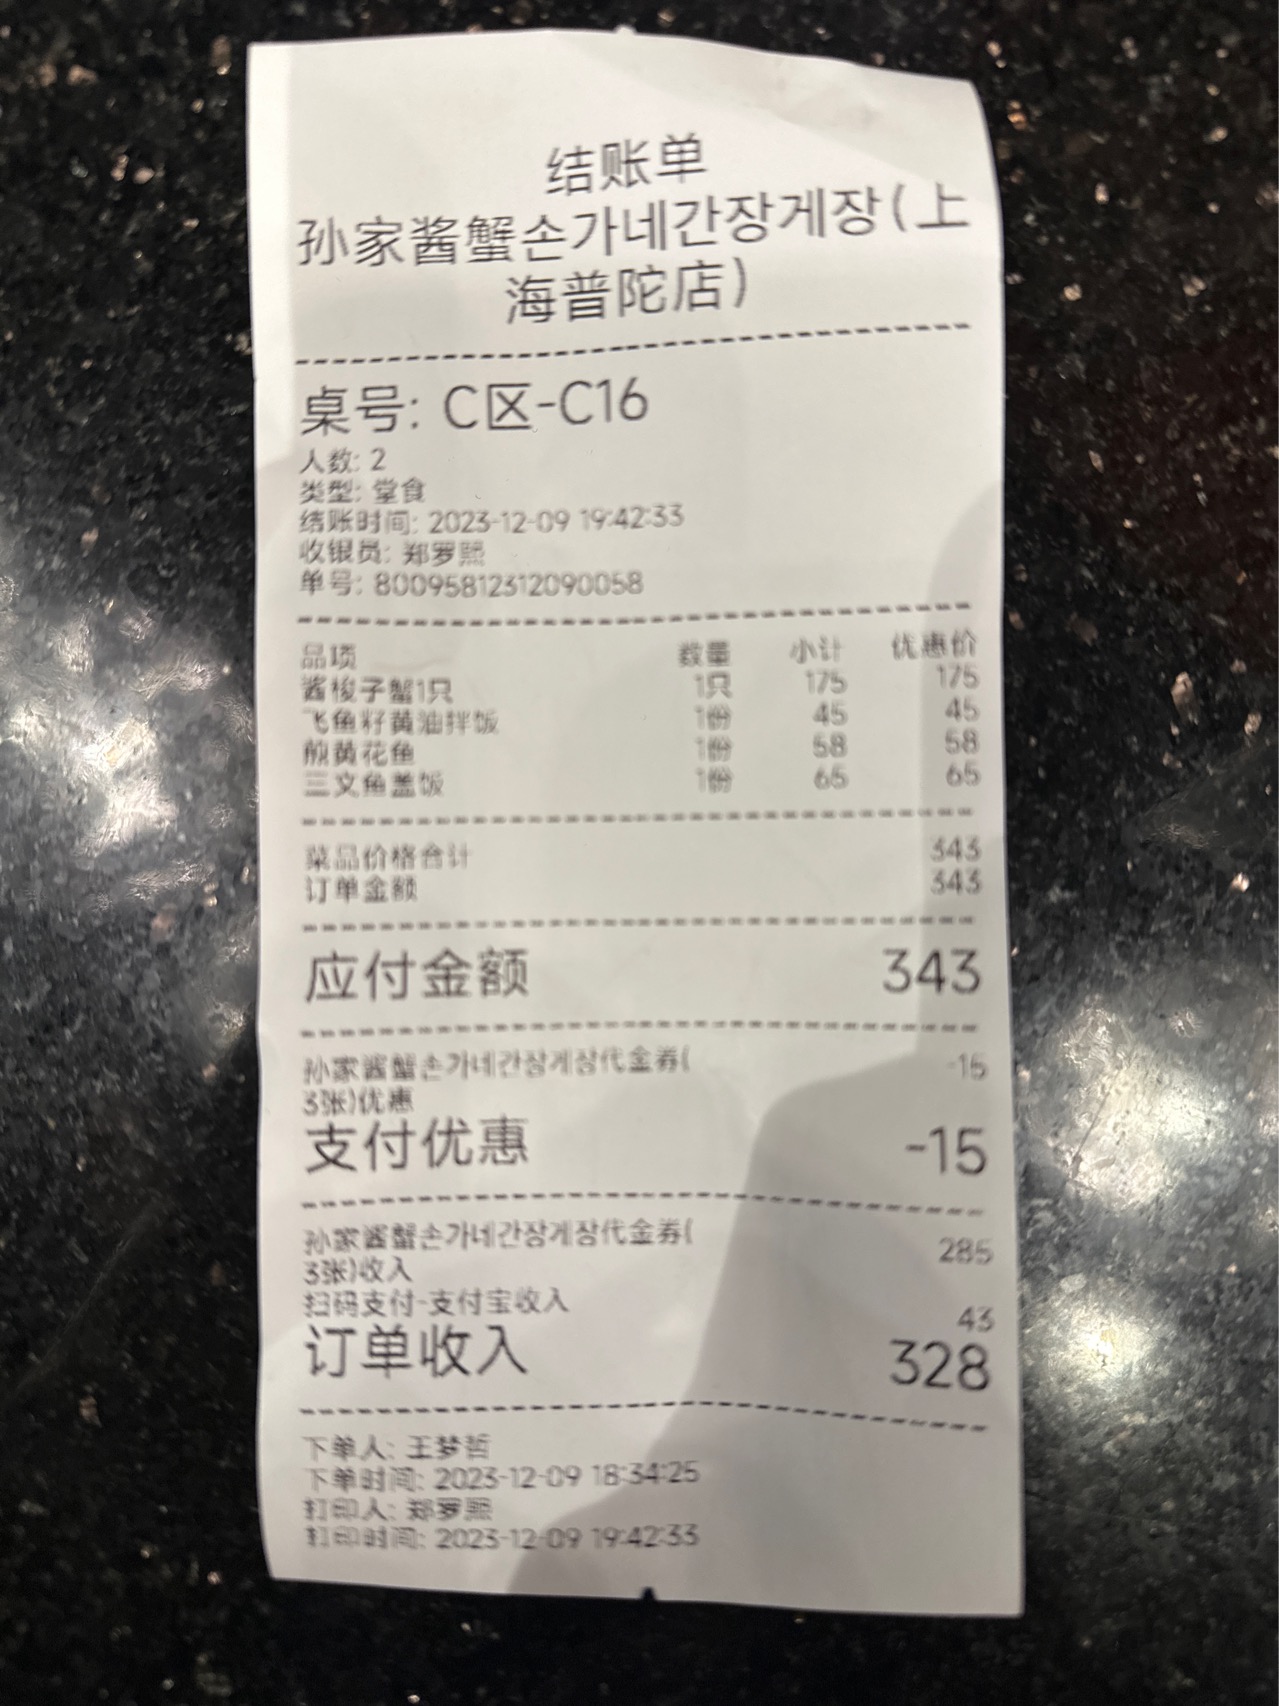 结账单
孙家酱蟹손가네간장게장(上
海普陀店)
桌号: C区-C16
人数: 2
类型: 堂食
结账时间: 2023-12-09 19:42:33
收银员: 郑罗熙
单号: 80095812312090058
品项 数量 小计 优惠价
酱梭子蟹1只 1只 175 175
飞鱼籽黄油拌饭 1份 45 45
煎黄花鱼 1份 58 58
三文鱼盖饭 1份 65 65
菜品价格合计 343
订单金额 343
应付金额 343
孙家酱蟹손가네간장게장代金券( -15
3张)优惠
支付优惠 -15
孙家酱蟹손가네간장게장代金券( 285
3张)收入
扫码支付-支付宝收入 43
订单收入 328
下单人: 王梦哲
下单时间: 2023-12-09 18:34:25
打印人: 郑罗熙
打印时间: 2023-12-09 19:42:33